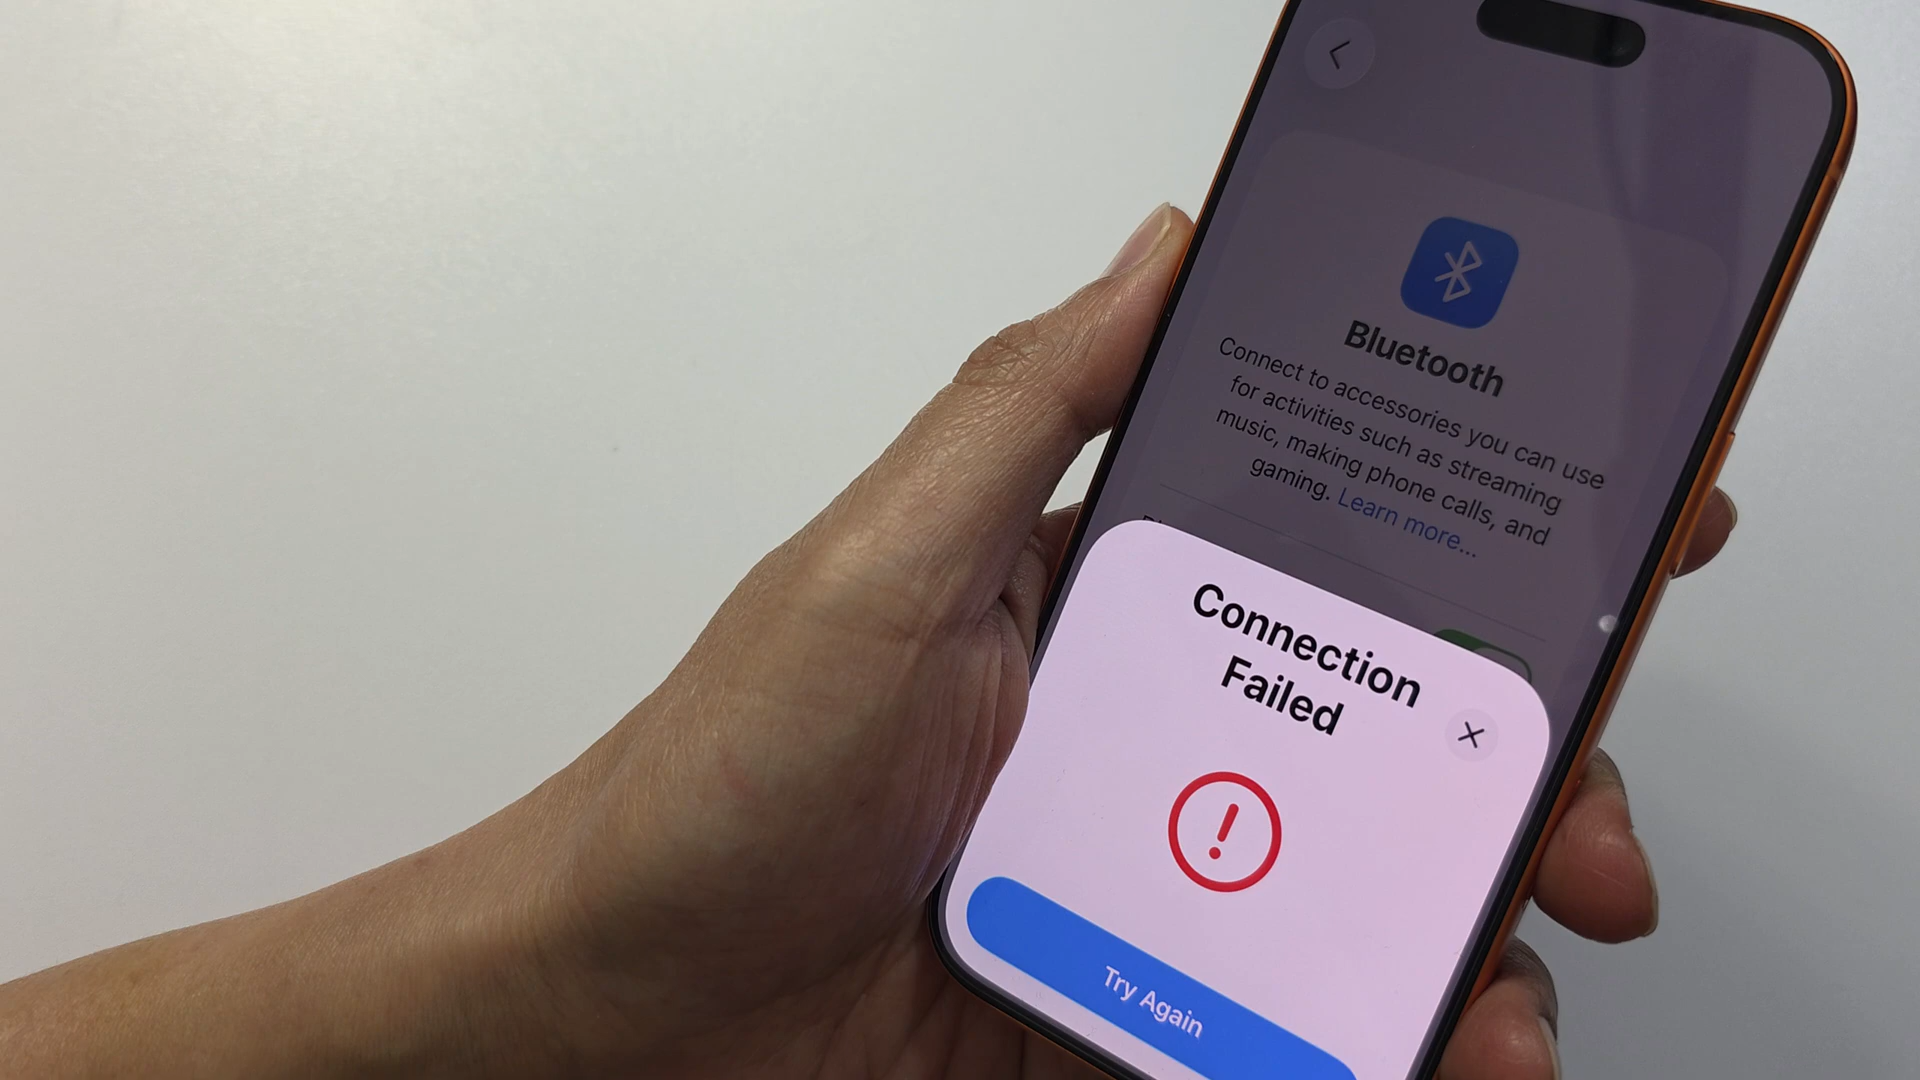 Bluetooth
Connect to accessories you can use
for activities such as streaming
music, making phone calls, and
gaming. Learn more...
Connection
Failed
Try Again